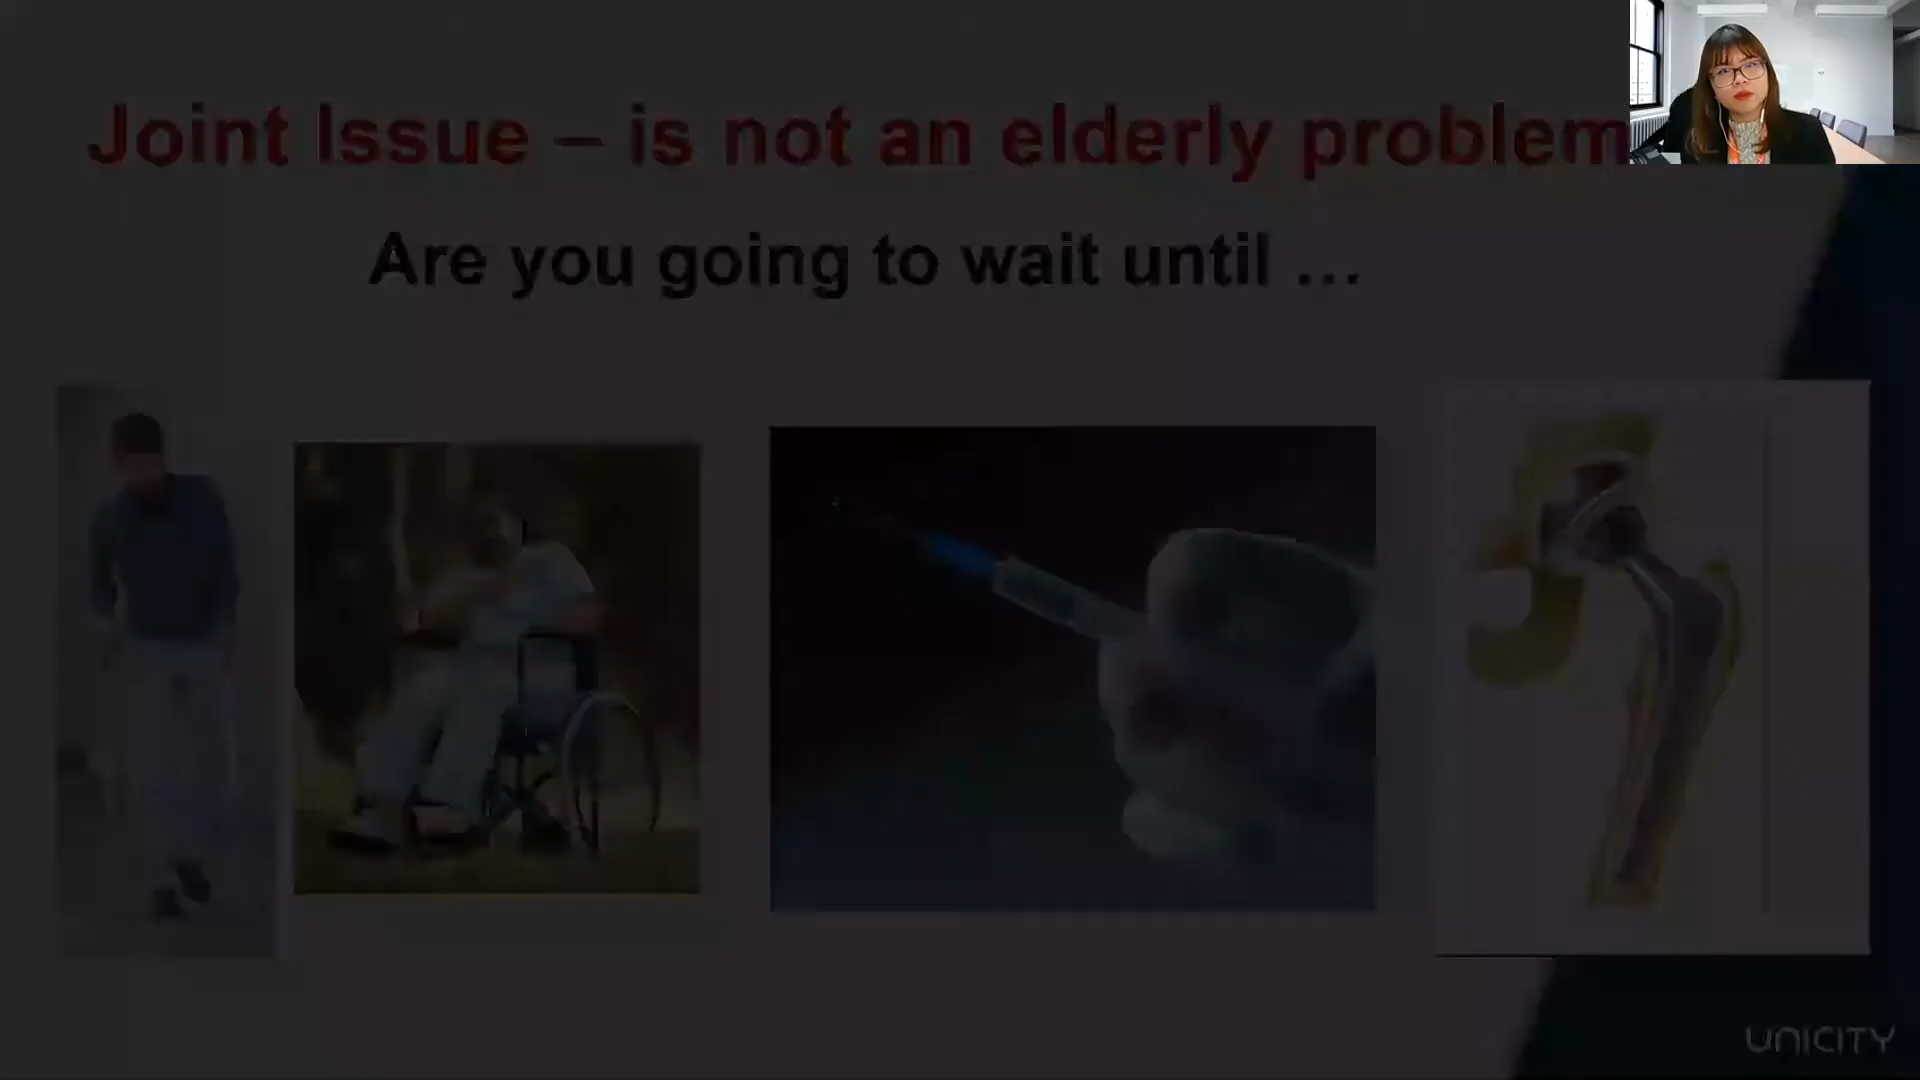 Joint Issue – is not an elderly problem
Are you going to wait until ...
UNICITY